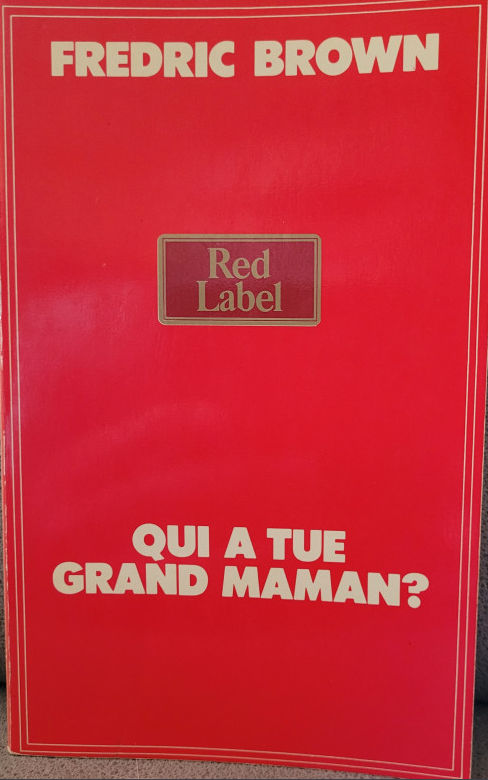 FREDRIC BROWN
Red
Label
QUI A TUE
GRAND MAMAN?